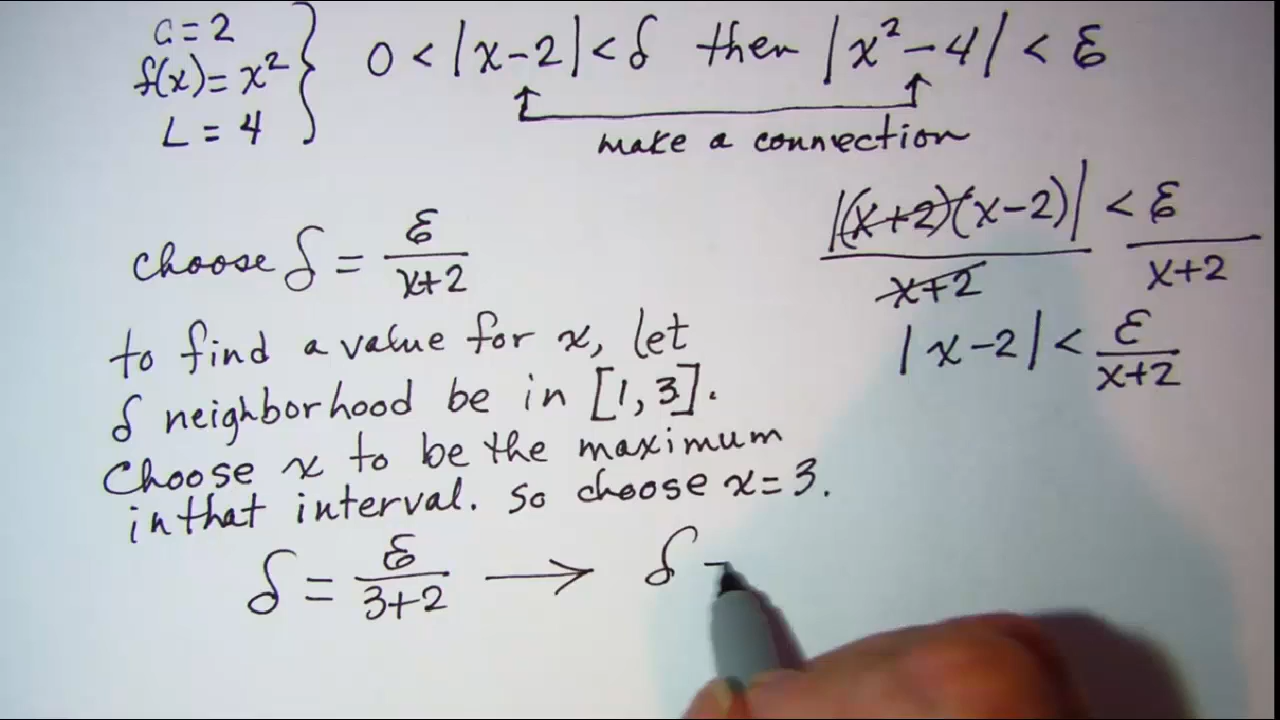 a = 2
f(x) = x²
L = 4
0 < |x-2| < δ then |x² - 4| < ε
make a connection
|(x+2)(x-2)| < ε
x+2 x+2
|x-2| < ε/x+2
choose δ = ε/x+2
to find a value for x, let
δ neighborhood be in [1, 3].
Choose x to be the maximum
in that interval. So choose x = 3.
δ = ε/3+2 → δ -